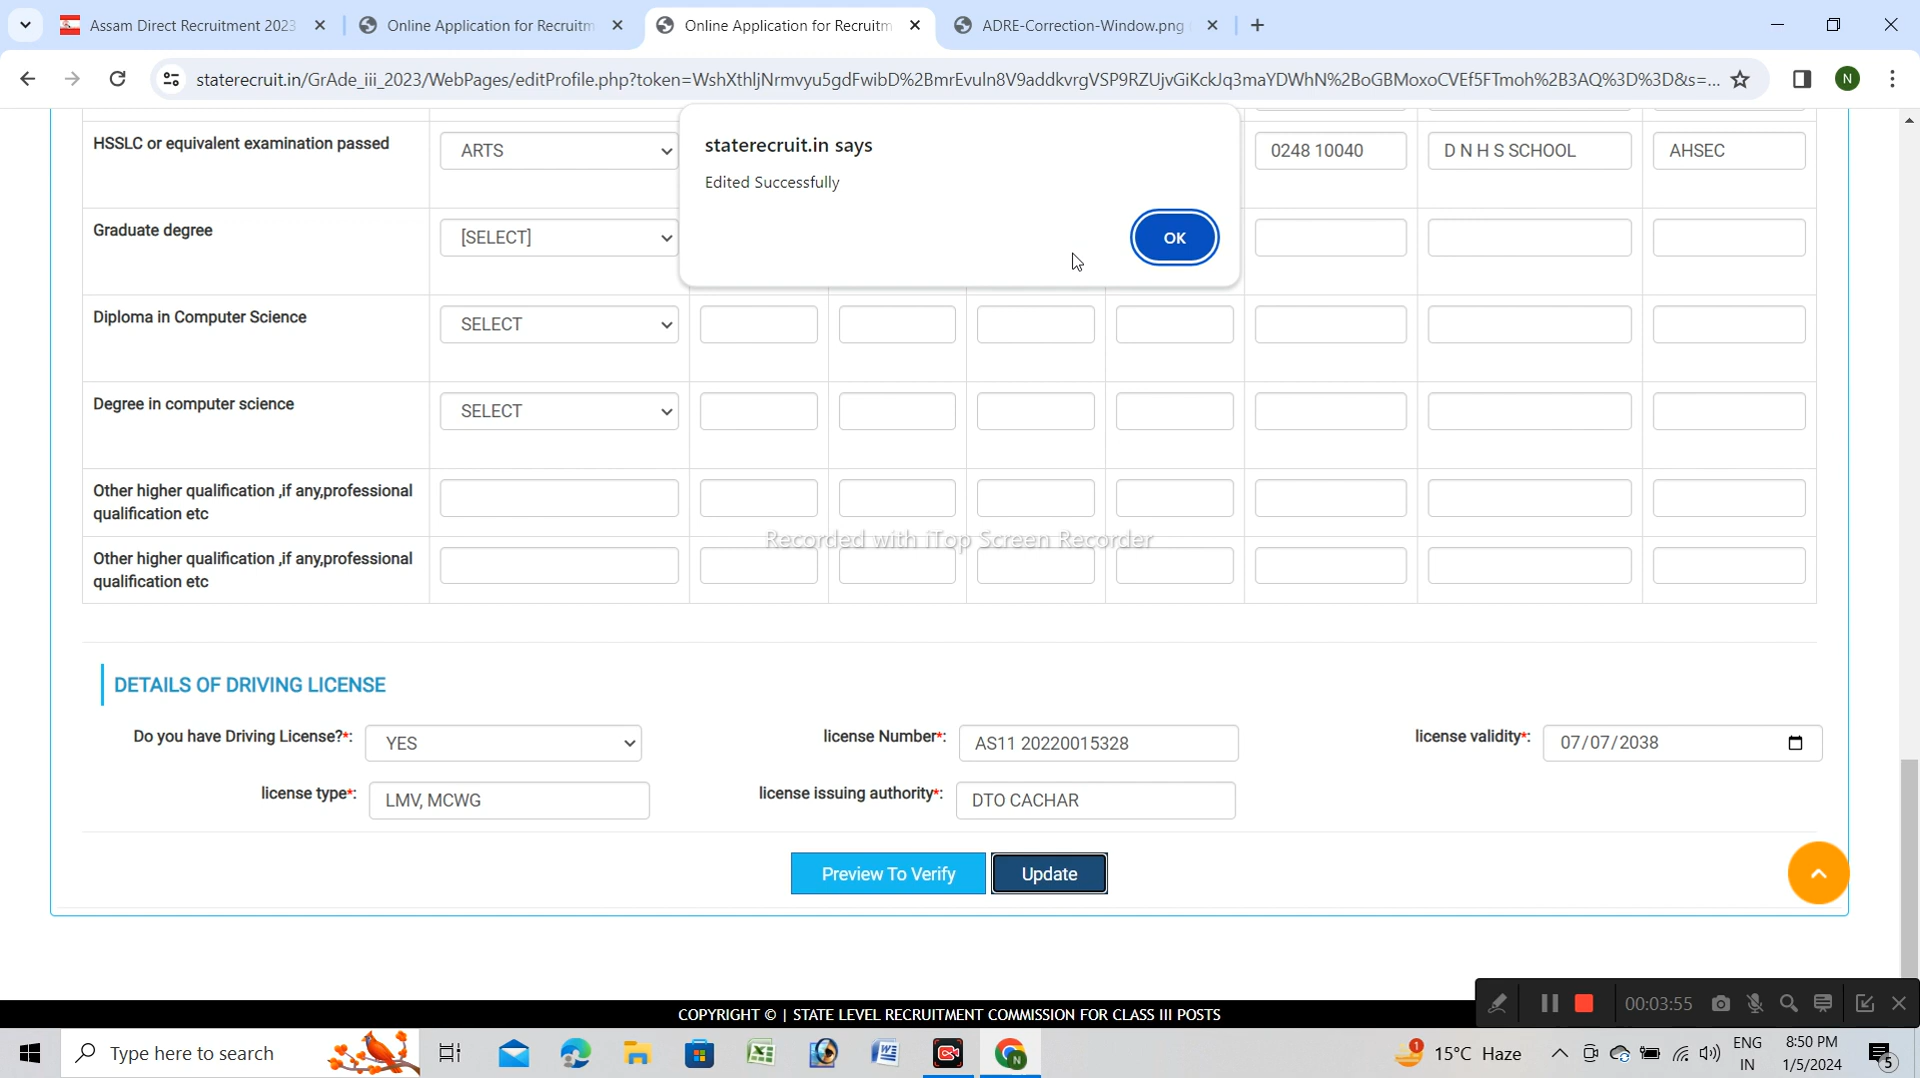 Assam Direct Recruitment 2023
Online Application for Recruitm
Online Application for Recruitm
ADRE-Correction-Window.png
staterecruit.in/GrAde_iii_2023/WebPages/editProfile.php?token=WshXthljNrmvyu5gdFwibD%2BmrEvuln8V9addkvrgVSP9RZUjvGiKckJq3maYDWhN%2BoGBMoxoCVEf5FTmoh%2B3AQ%3D%3D&s=...
N
staterecruit.in says
Edited Successfully
OK
HSSLC or equivalent examination passed
ARTS
0248 10040
D N H S SCHOOL
AHSEC
Graduate degree
[SELECT]
Diploma in Computer Science
SELECT
Degree in computer science
SELECT
Other higher qualification ,if any,professional
qualification etc
Recorded with iTop Screen Recorder
Other higher qualification ,if any,professional
qualification etc
DETAILS OF DRIVING LICENSE
Do you have Driving License?*: YES
license Number*: AS11 20220015328
license validity*: 07/07/2038
license type*: LMV, MCWG
license issuing authority*: DTO CACHAR
Preview To Verify
Update
00:03:55
COPYRIGHT © | STATE LEVEL RECRUITMENT COMMISSION FOR CLASS III POSTS
Type here to search
1
15°C Haze
ENG
IN
8:50 PM
1/5/2024
5